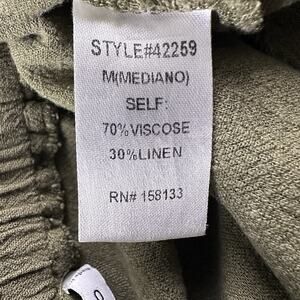 STYLE#42259
M(MEDIANO)
SELF:
70%VISCOSE
30%LINEN
RN# 158133